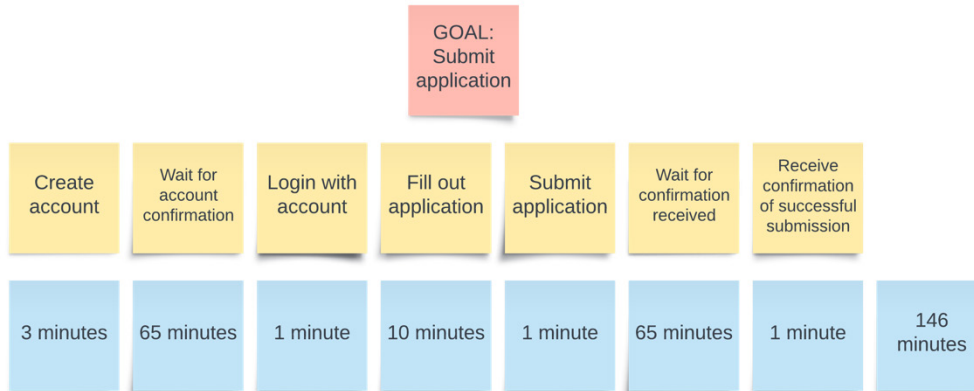 GOAL:
Submit
application
Create
account
Wait for
account
confirmation
Login with
account
Fill out
application
Submit
application
Wait for
confirmation
received
Receive
confirmation
of successful
submission
3 minutes
65 minutes
1 minute
10 minutes
1 minute
65 minutes
1 minute
146
minutes